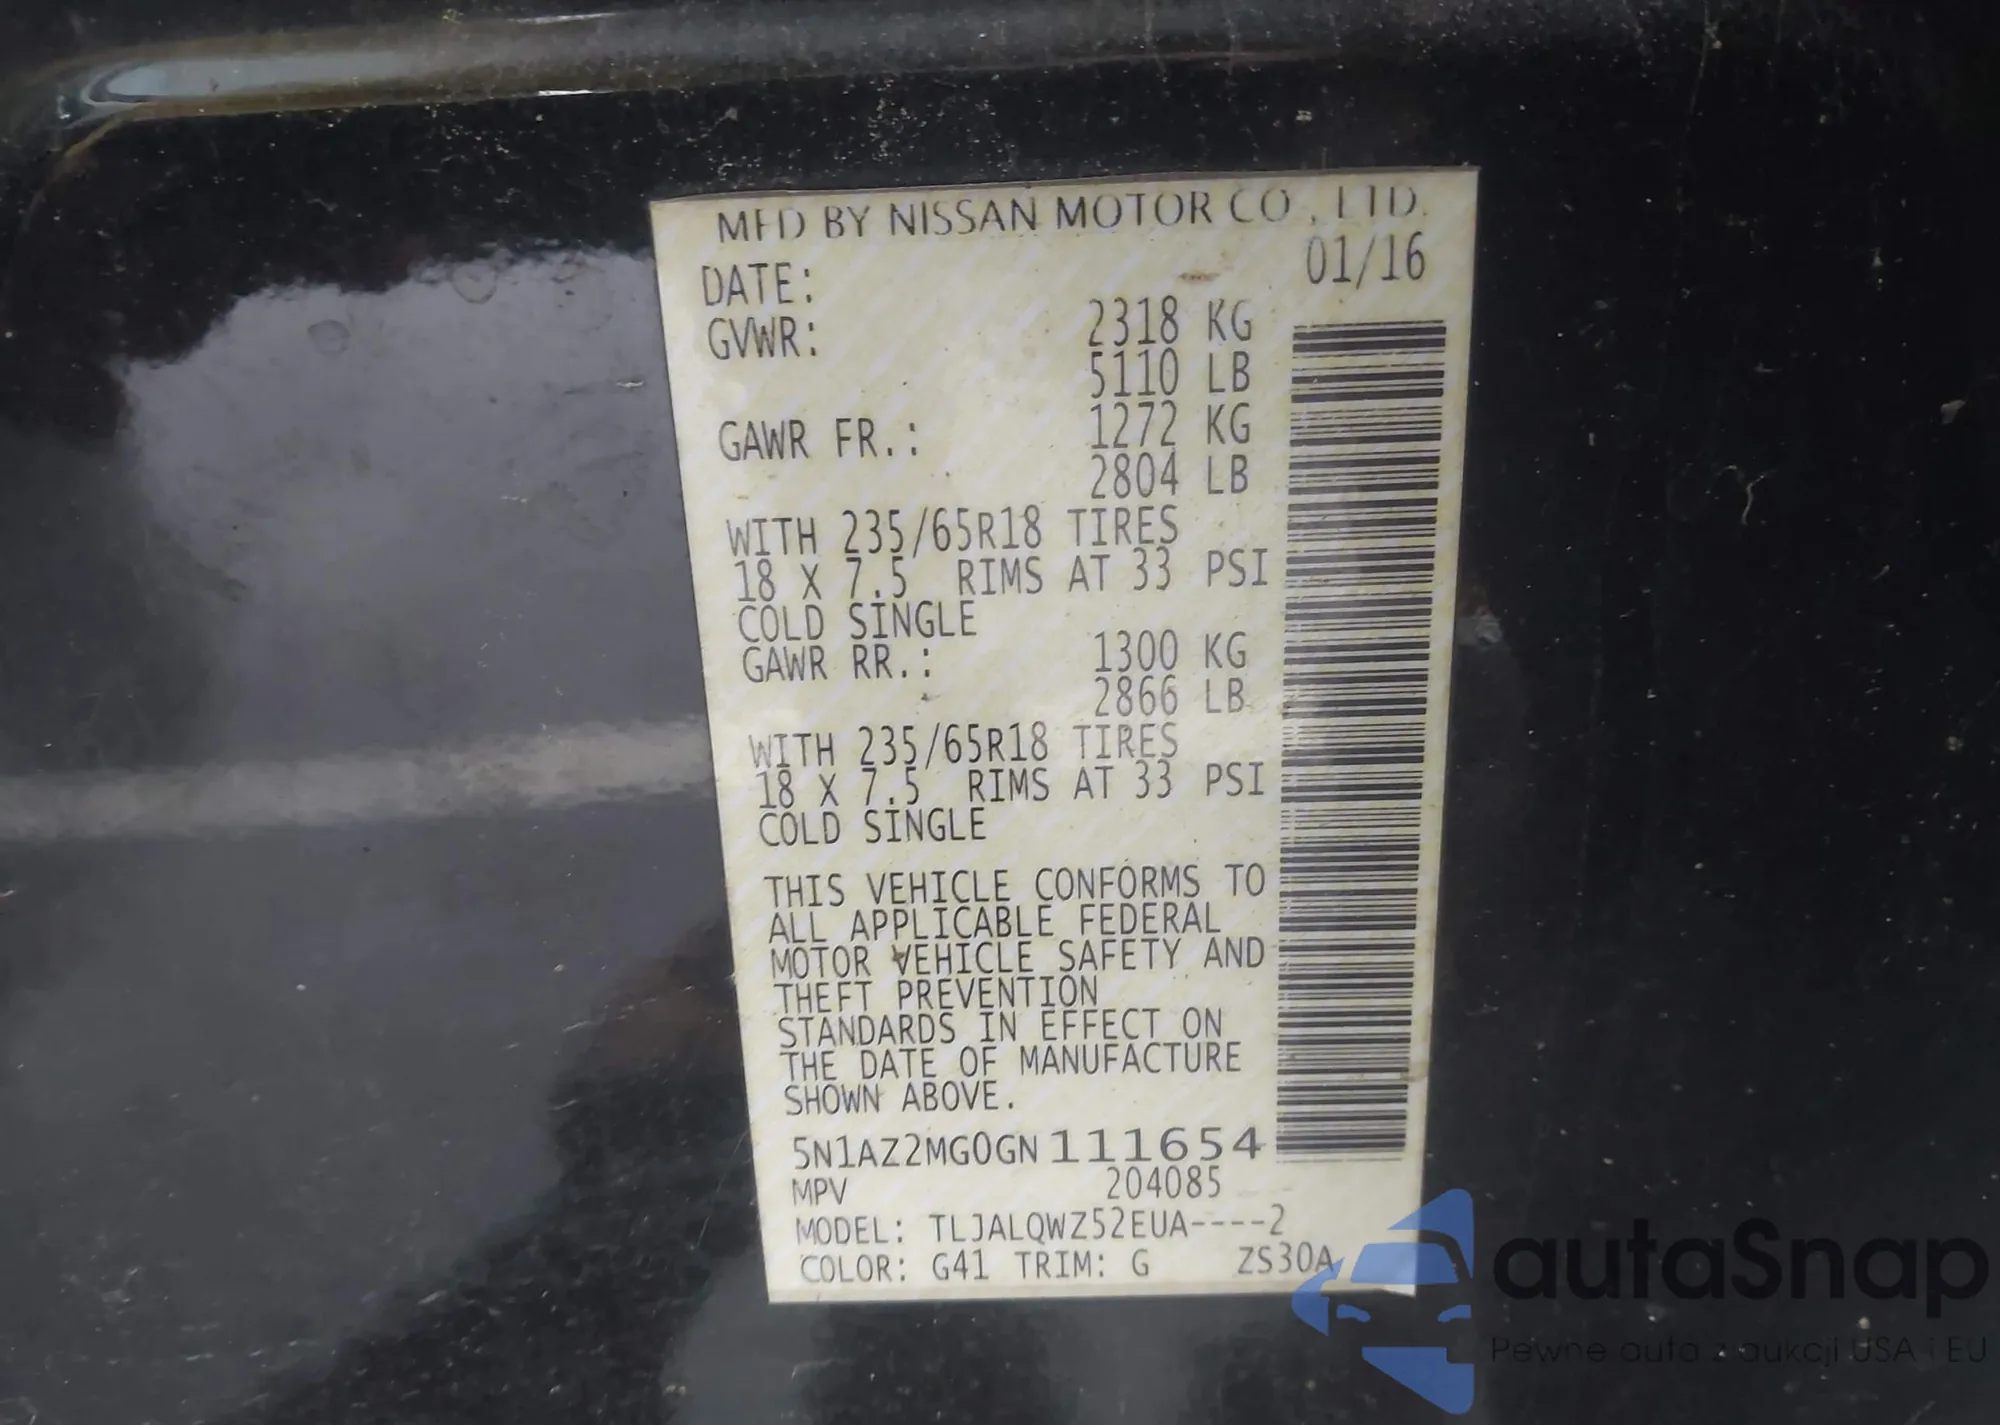 MFD BY NISSAN MOTOR CO., LTD.
DATE: 01/16
GVWR: 2318 KG
5110 LB
GAWR FR.: 1272 KG
2804 LB
WITH 235/65R18 TIRES
18 X 7.5 RIMS AT 33 PSI
COLD SINGLE
GAWR RR.: 1300 KG
2866 LB
WITH 235/65R18 TIRES
18 X 7.5 RIMS AT 33 PSI
COLD SINGLE
THIS VEHICLE CONFORMS TO
ALL APPLICABLE FEDERAL
MOTOR VEHICLE SAFETY AND
THEFT PREVENTION
STANDARDS IN EFFECT ON
THE DATE OF MANUFACTURE
SHOWN ABOVE.
5N1AZ2MG0GN111654
MPV 204085
MODEL: TLJALQWZ52EUA----2
COLOR: G41 TRIM: G ZS30A
autaSnap
Pewne auta z aukcji USA i EU